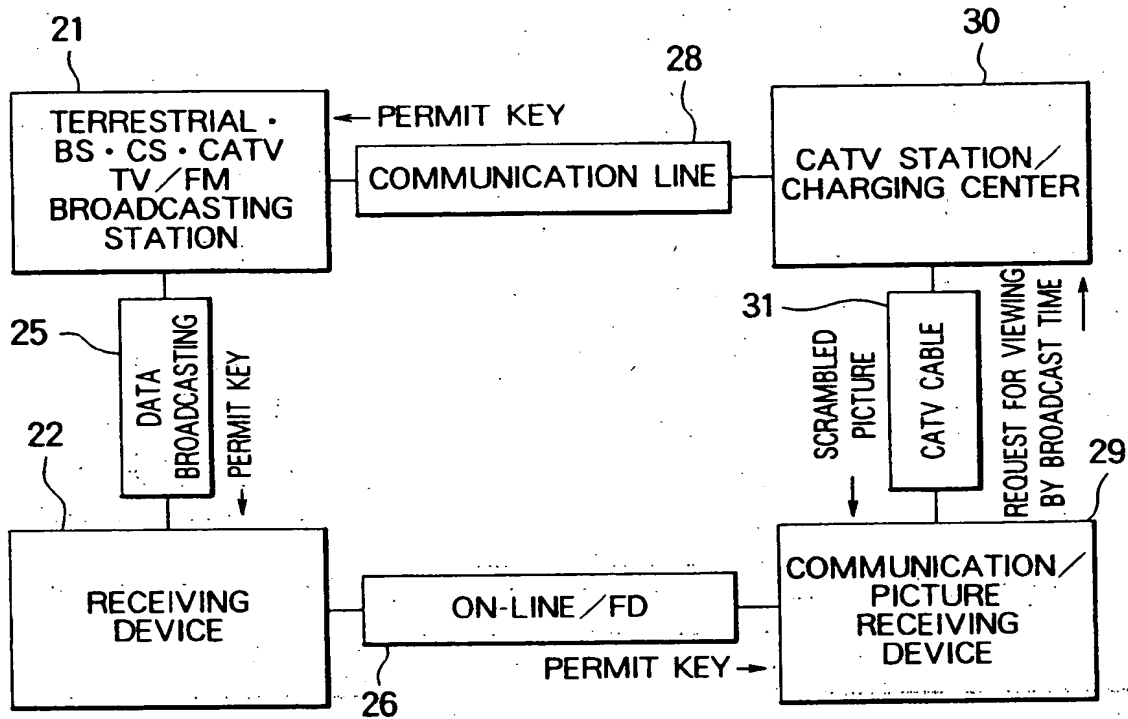 21
TERRESTRIAL・
BS・CS・CATV
TV/FM
BROADCASTING
STATION
← PERMIT KEY
28
COMMUNICATION LINE
30
CATV STATION/
CHARGING CENTER
25
DATA
BROADCASTING
PERMIT KEY
↓
31
SCRAMBLED
PICTURE
↓
CATV CABLE
REQUEST FOR VIEWING
BY BROADCAST TIME
↑
22
RECEIVING
DEVICE
ON-LINE/FD
26
PERMIT KEY →
29
COMMUNICATION/
PICTURE
RECEIVING
DEVICE